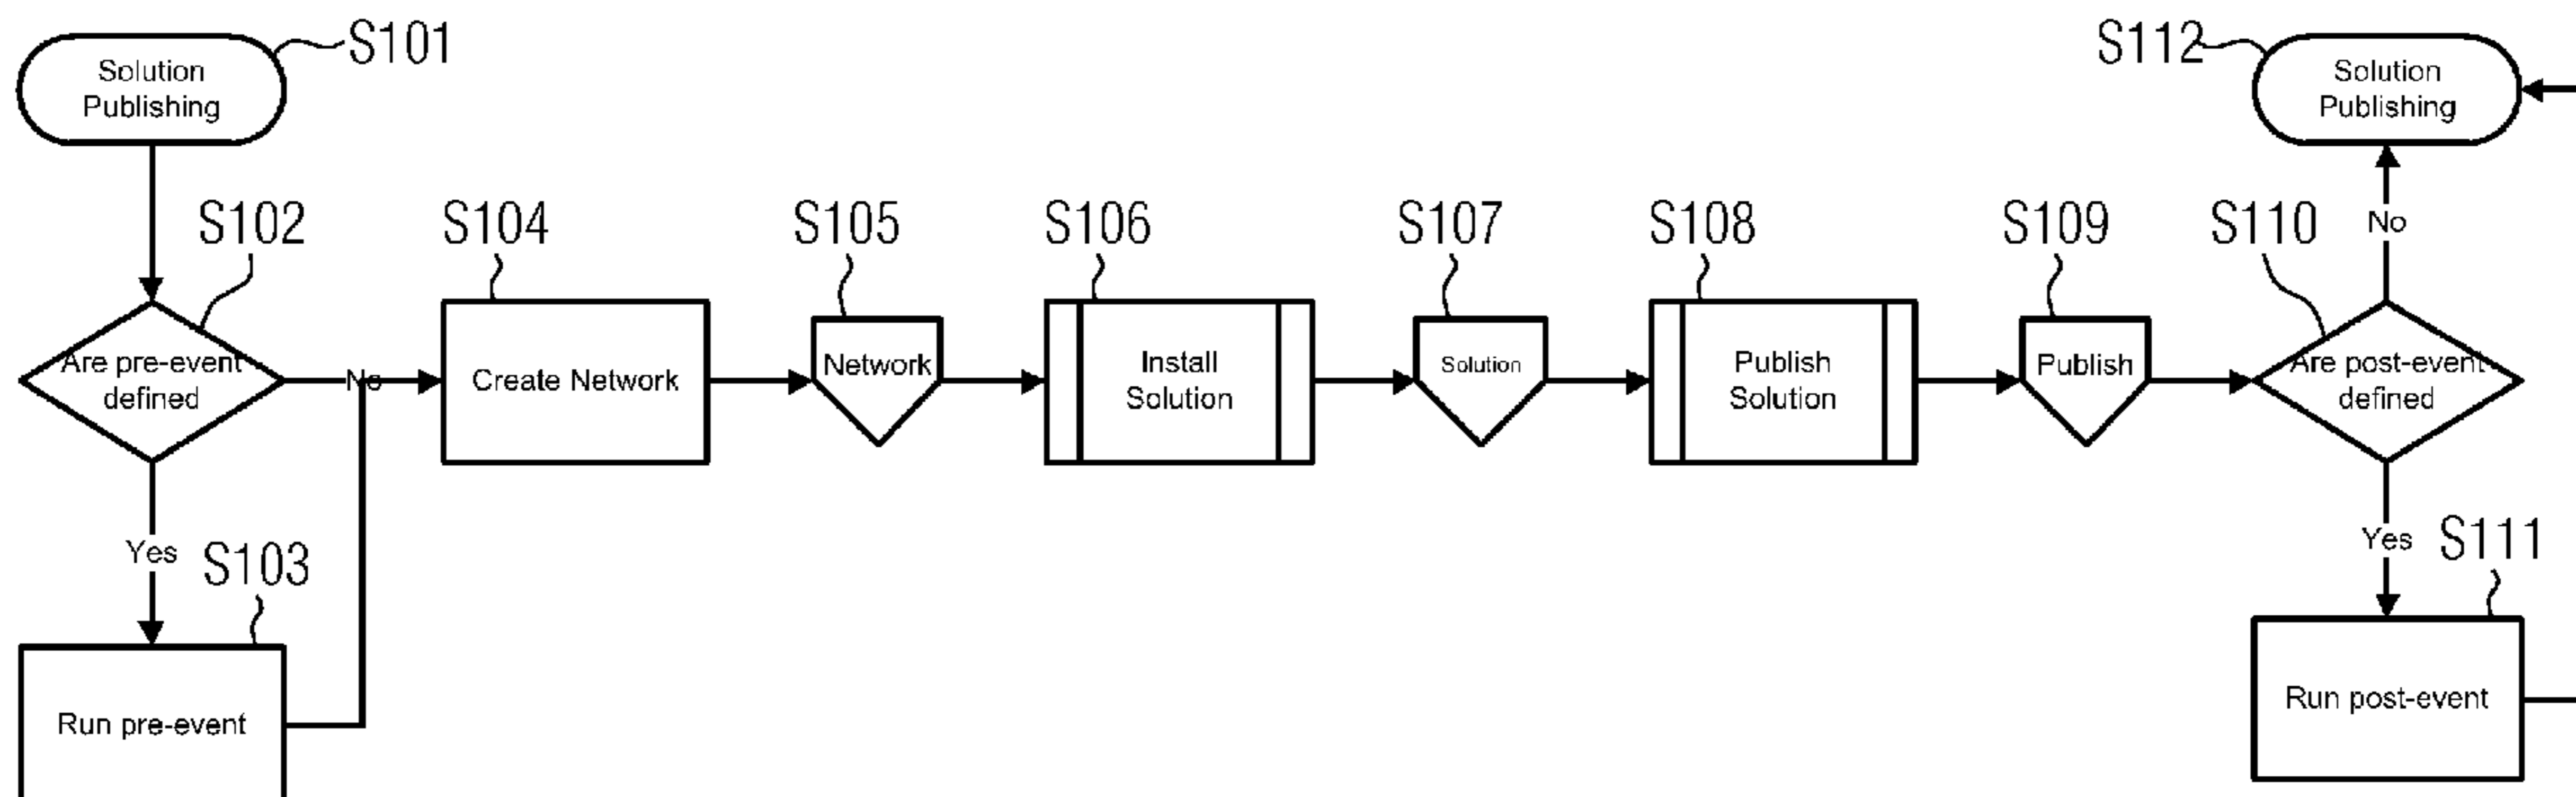 S101
Solution
Publishing
S112
Solution
Publishing
S102
S104
S105
S106
S107
S108
S109
S110
No
Are pre-event
defined
No
Create Network
Network
Install
Solution
Solution
Publish
Solution
Publish
Are post-event
defined
Yes
S103
Yes
S111
Run pre-event
Run post-event